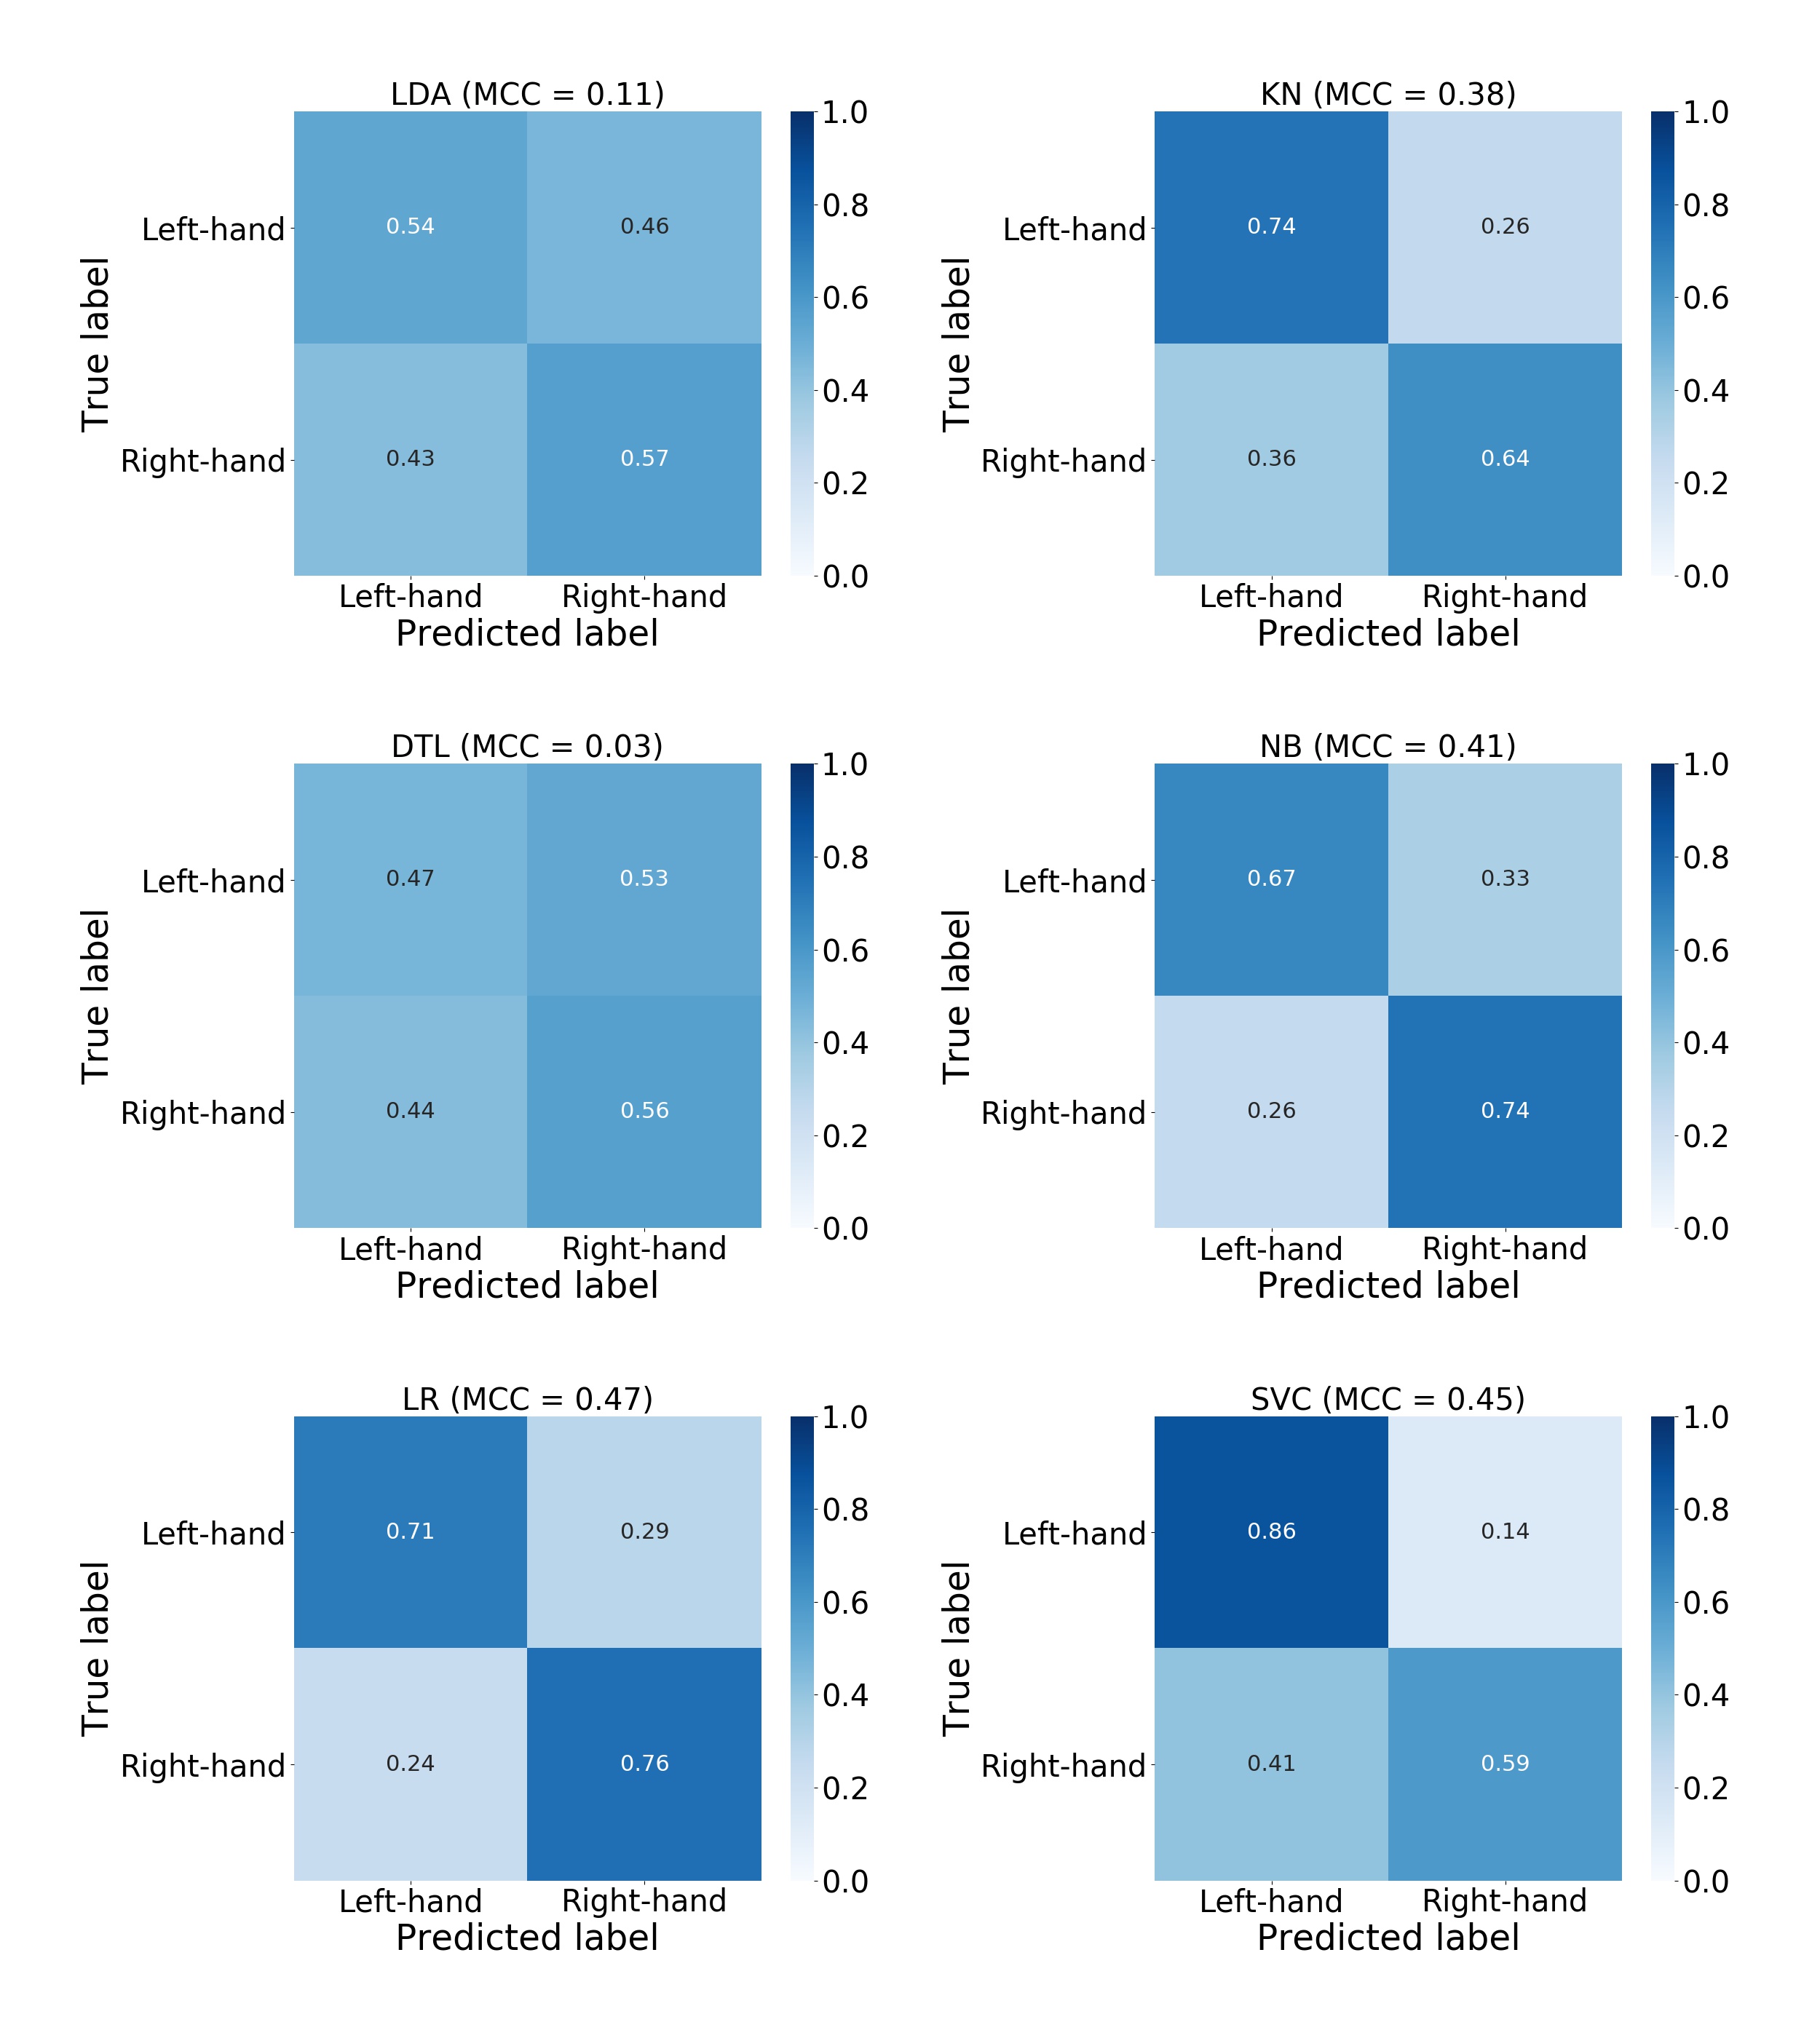 LDA (MCC = 0.11)
1.0
0.8
0.6
0.4
0.2
0.0
True label
Left-hand
0.54 0.46
Right-hand
0.43 0.57
Left-hand Right-hand
Predicted label
KN (MCC = 0.38)
1.0
0.8
0.6
0.4
0.2
0.0
True label
Left-hand
0.74 0.26
Right-hand
0.36 0.64
Left-hand Right-hand
Predicted label
DTL (MCC = 0.03)
1.0
0.8
0.6
0.4
0.2
0.0
True label
Left-hand
0.47 0.53
Right-hand
0.44 0.56
Left-hand Right-hand
Predicted label
NB (MCC = 0.41)
1.0
0.8
0.6
0.4
0.2
0.0
True label
Left-hand
0.67 0.33
Right-hand
0.26 0.74
Left-hand Right-hand
Predicted label
LR (MCC = 0.47)
1.0
0.8
0.6
0.4
0.2
0.0
True label
Left-hand
0.71 0.29
Right-hand
0.24 0.76
Left-hand Right-hand
Predicted label
SVC (MCC = 0.45)
1.0
0.8
0.6
0.4
0.2
0.0
True label
Left-hand
0.86 0.14
Right-hand
0.41 0.59
Left-hand Right-hand
Predicted label